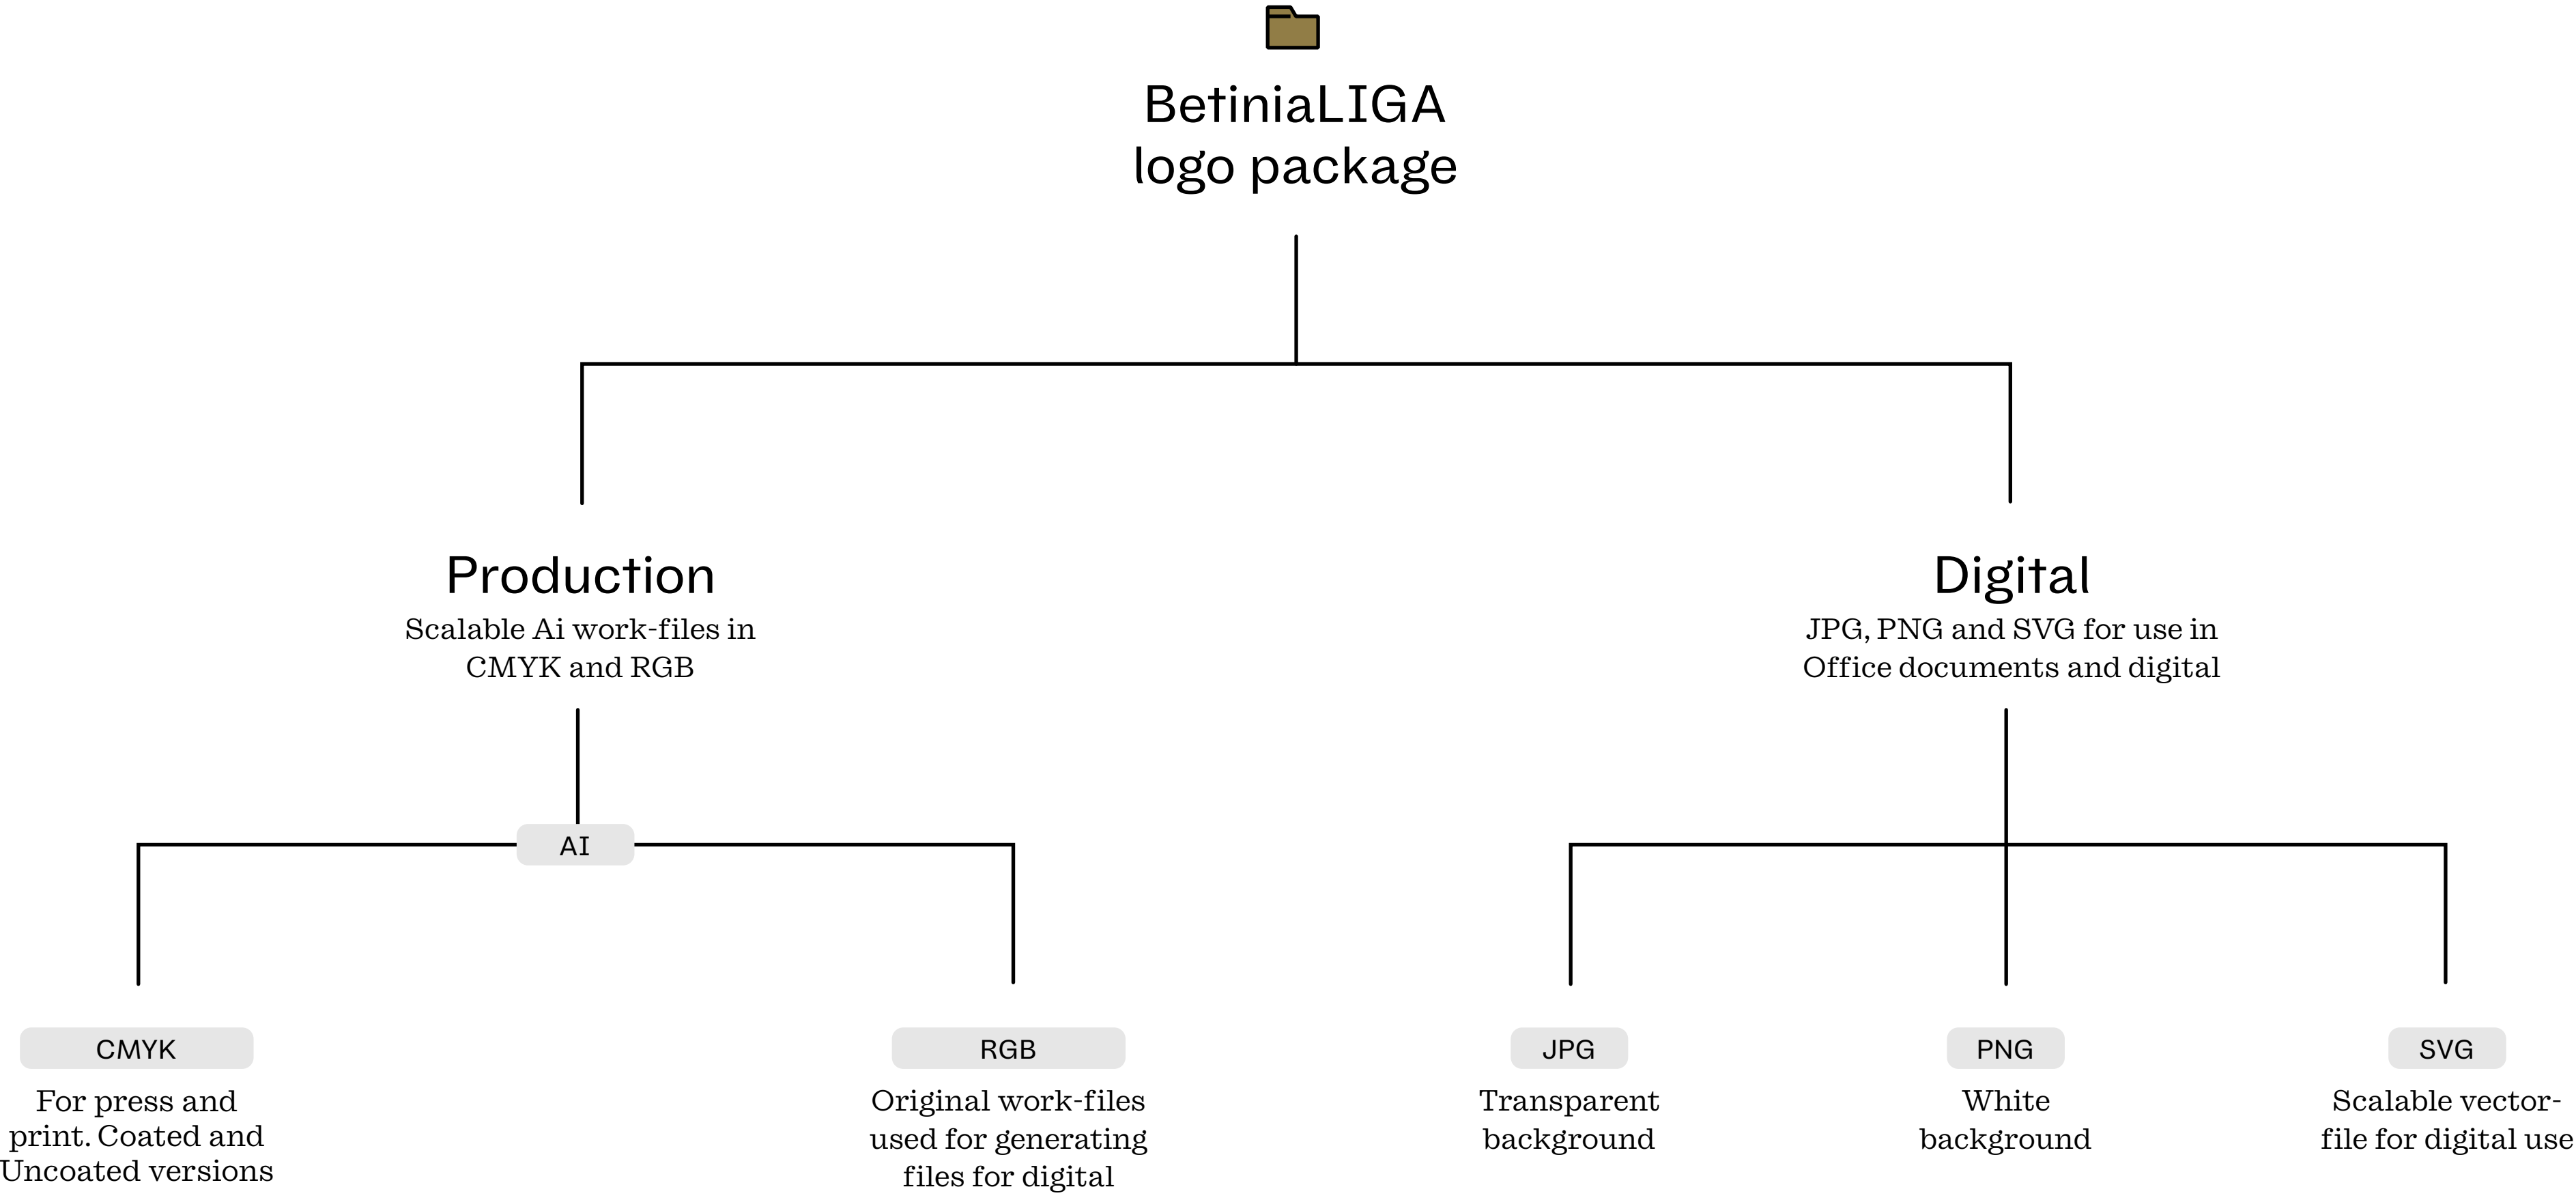 BetiniaLIGA
logo package
Production
Scalable Ai work-files in
CMYK and RGB
Digital
JPG, PNG and SVG for use in
Office documents and digital
AI
CMYK
For press and
print. Coated and
Uncoated versions
RGB
Original work-files
used for generating
files for digital
JPG
Transparent
background
PNG
White
background
SVG
Scalable vector-
file for digital use